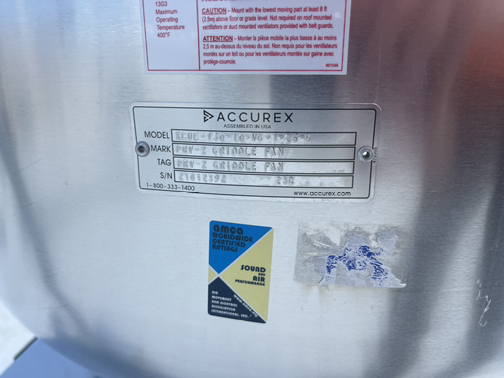 13G3
Maximum
Operating
Temperature
400°F
CAUTION - Mount with the lowest moving part at least 8 ft
(2.5m) above floor or grade level. Not required on roof mounted
ventilators or duct mounted ventilators provided with belt guards.
ATTENTION - Monter la pièce mobile la plus basse à au moins
2,5 m au-dessus du niveau du sol. Non requis pour les ventilateurs
montés sur un toit ou pour les ventilateurs montés sur gaine avec
protège-courroie.
ACCUREX
ASSEMBLED IN USA
MODEL
MARK PKV-2 GRIDDLE FAN
TAG PKV-2 GRIDDLE FAN
S/N
1-800-333-1400
www.accurex.com
amca
WORLDWIDE
CERTIFIED
RATINGS
SOUND
AND
AIR
PERFORMANCE
AIR
MOVEMENT
AND CONTROL
ASSOCIATION
INTERNATIONAL, INC.